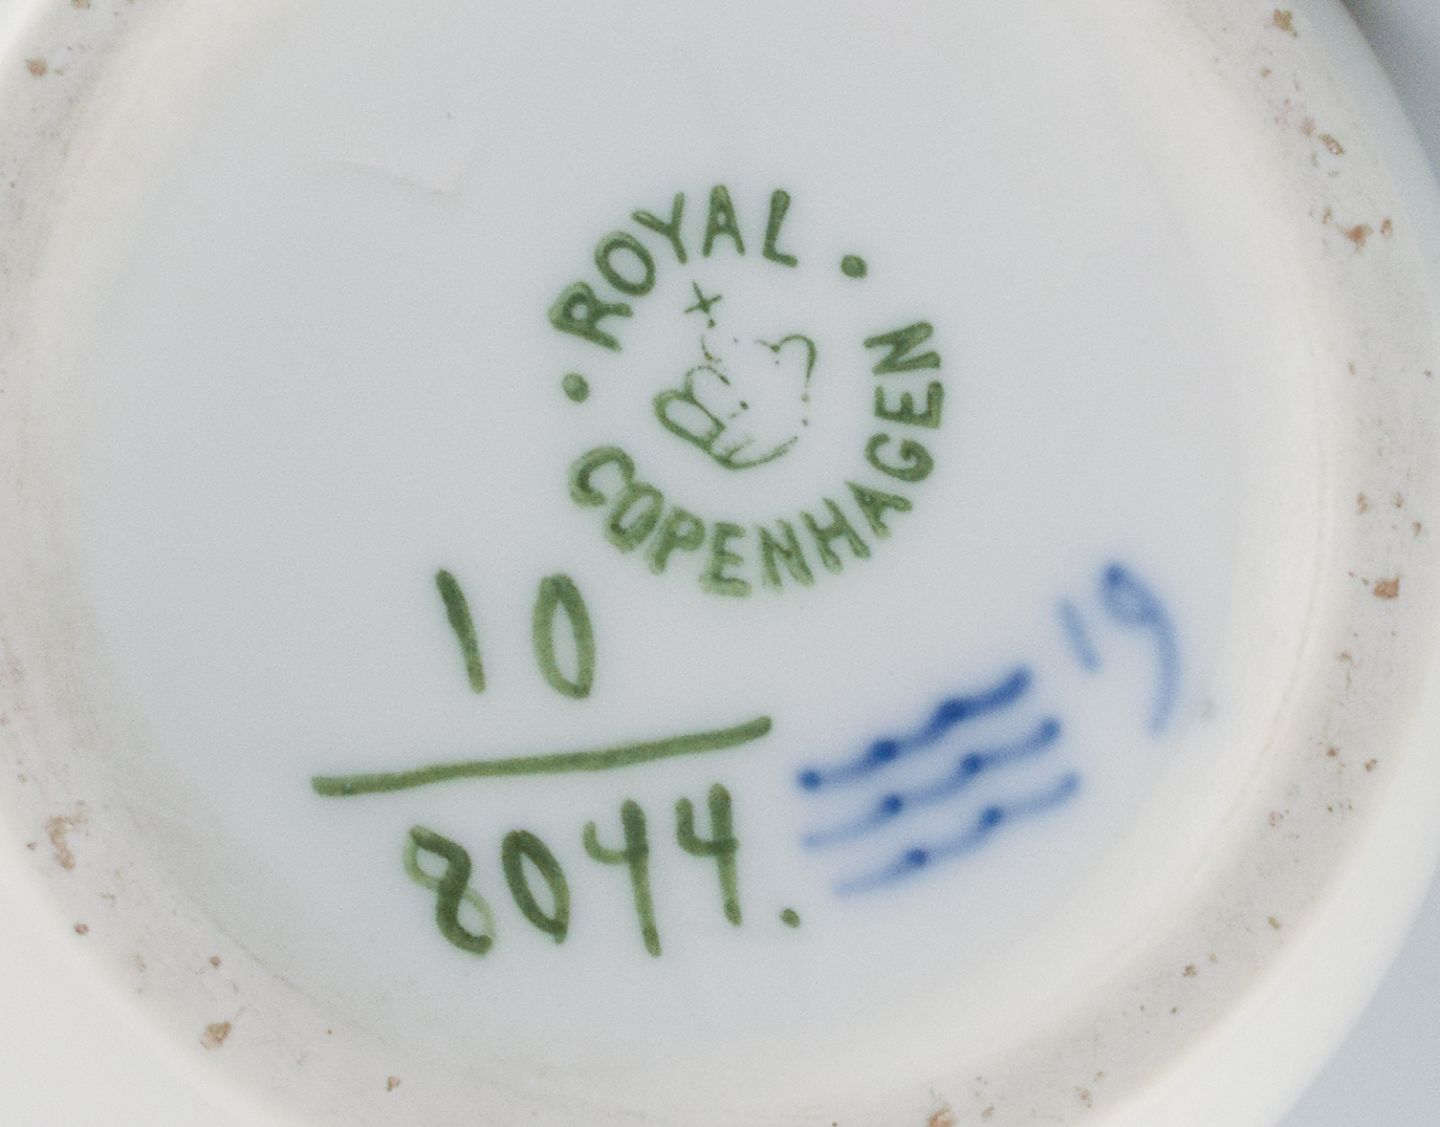 · ROYAL ·
COPENHAGEN
10
8044.
19